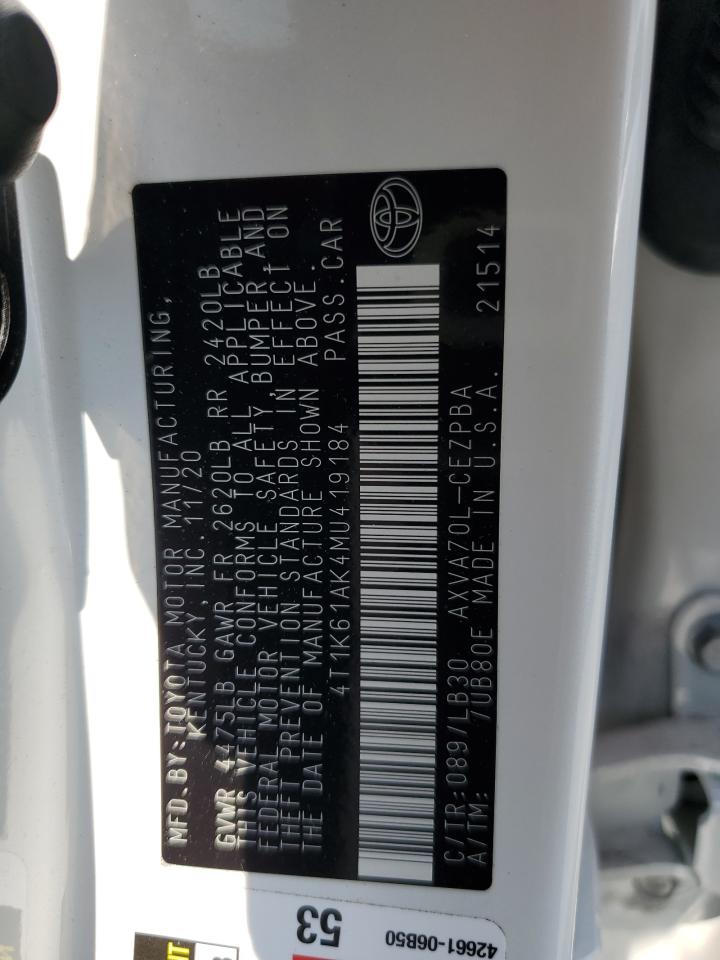 MFD.BY:TOYOTA MOTOR MANUFACTURING,
KENTUCKY,INC. 11/20
GVWR 4475LB GAWR FR 2620LB RR 2420LB
THIS VEHICLE CONFORMS TO ALL APPLICABLE
FEDERAL MOTOR VEHICLE SAFETY,BUMPER,AND
THEFT PREVENTION STANDARDS IN EFFECT ON
THE DATE OF MANUFACTURE SHOWN ABOVE.
4T1K61AK4MU419184 PASS.CAR
C/TR:089/LB30 AXVA70L-CEZPBA
A/TM: 7UB80E MADE IN U.S.A. 21514
53
42661-06B50